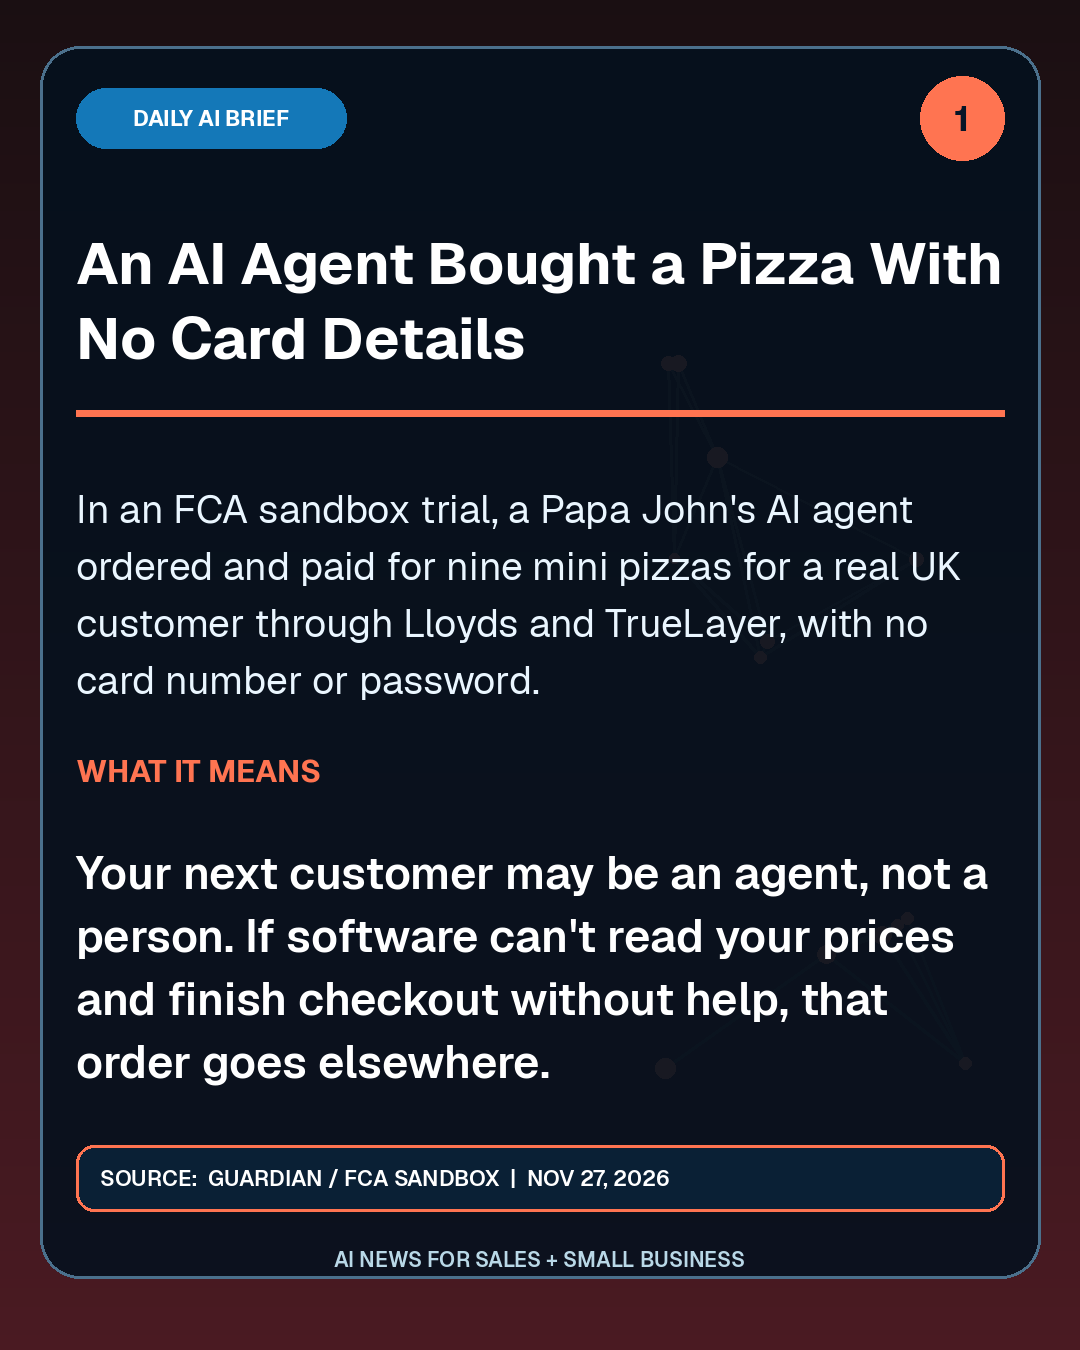 DAILY AI BRIEF
1
An AI Agent Bought a Pizza With
No Card Details
In an FCA sandbox trial, a Papa John's AI agent
ordered and paid for nine mini pizzas for a real UK
customer through Lloyds and TrueLayer, with no
card number or password.
WHAT IT MEANS
Your next customer may be an agent, not a
person. If software can't read your prices
and finish checkout without help, that
order goes elsewhere.
SOURCE: GUARDIAN / FCA SANDBOX | NOV 27, 2026
AI NEWS FOR SALES + SMALL BUSINESS